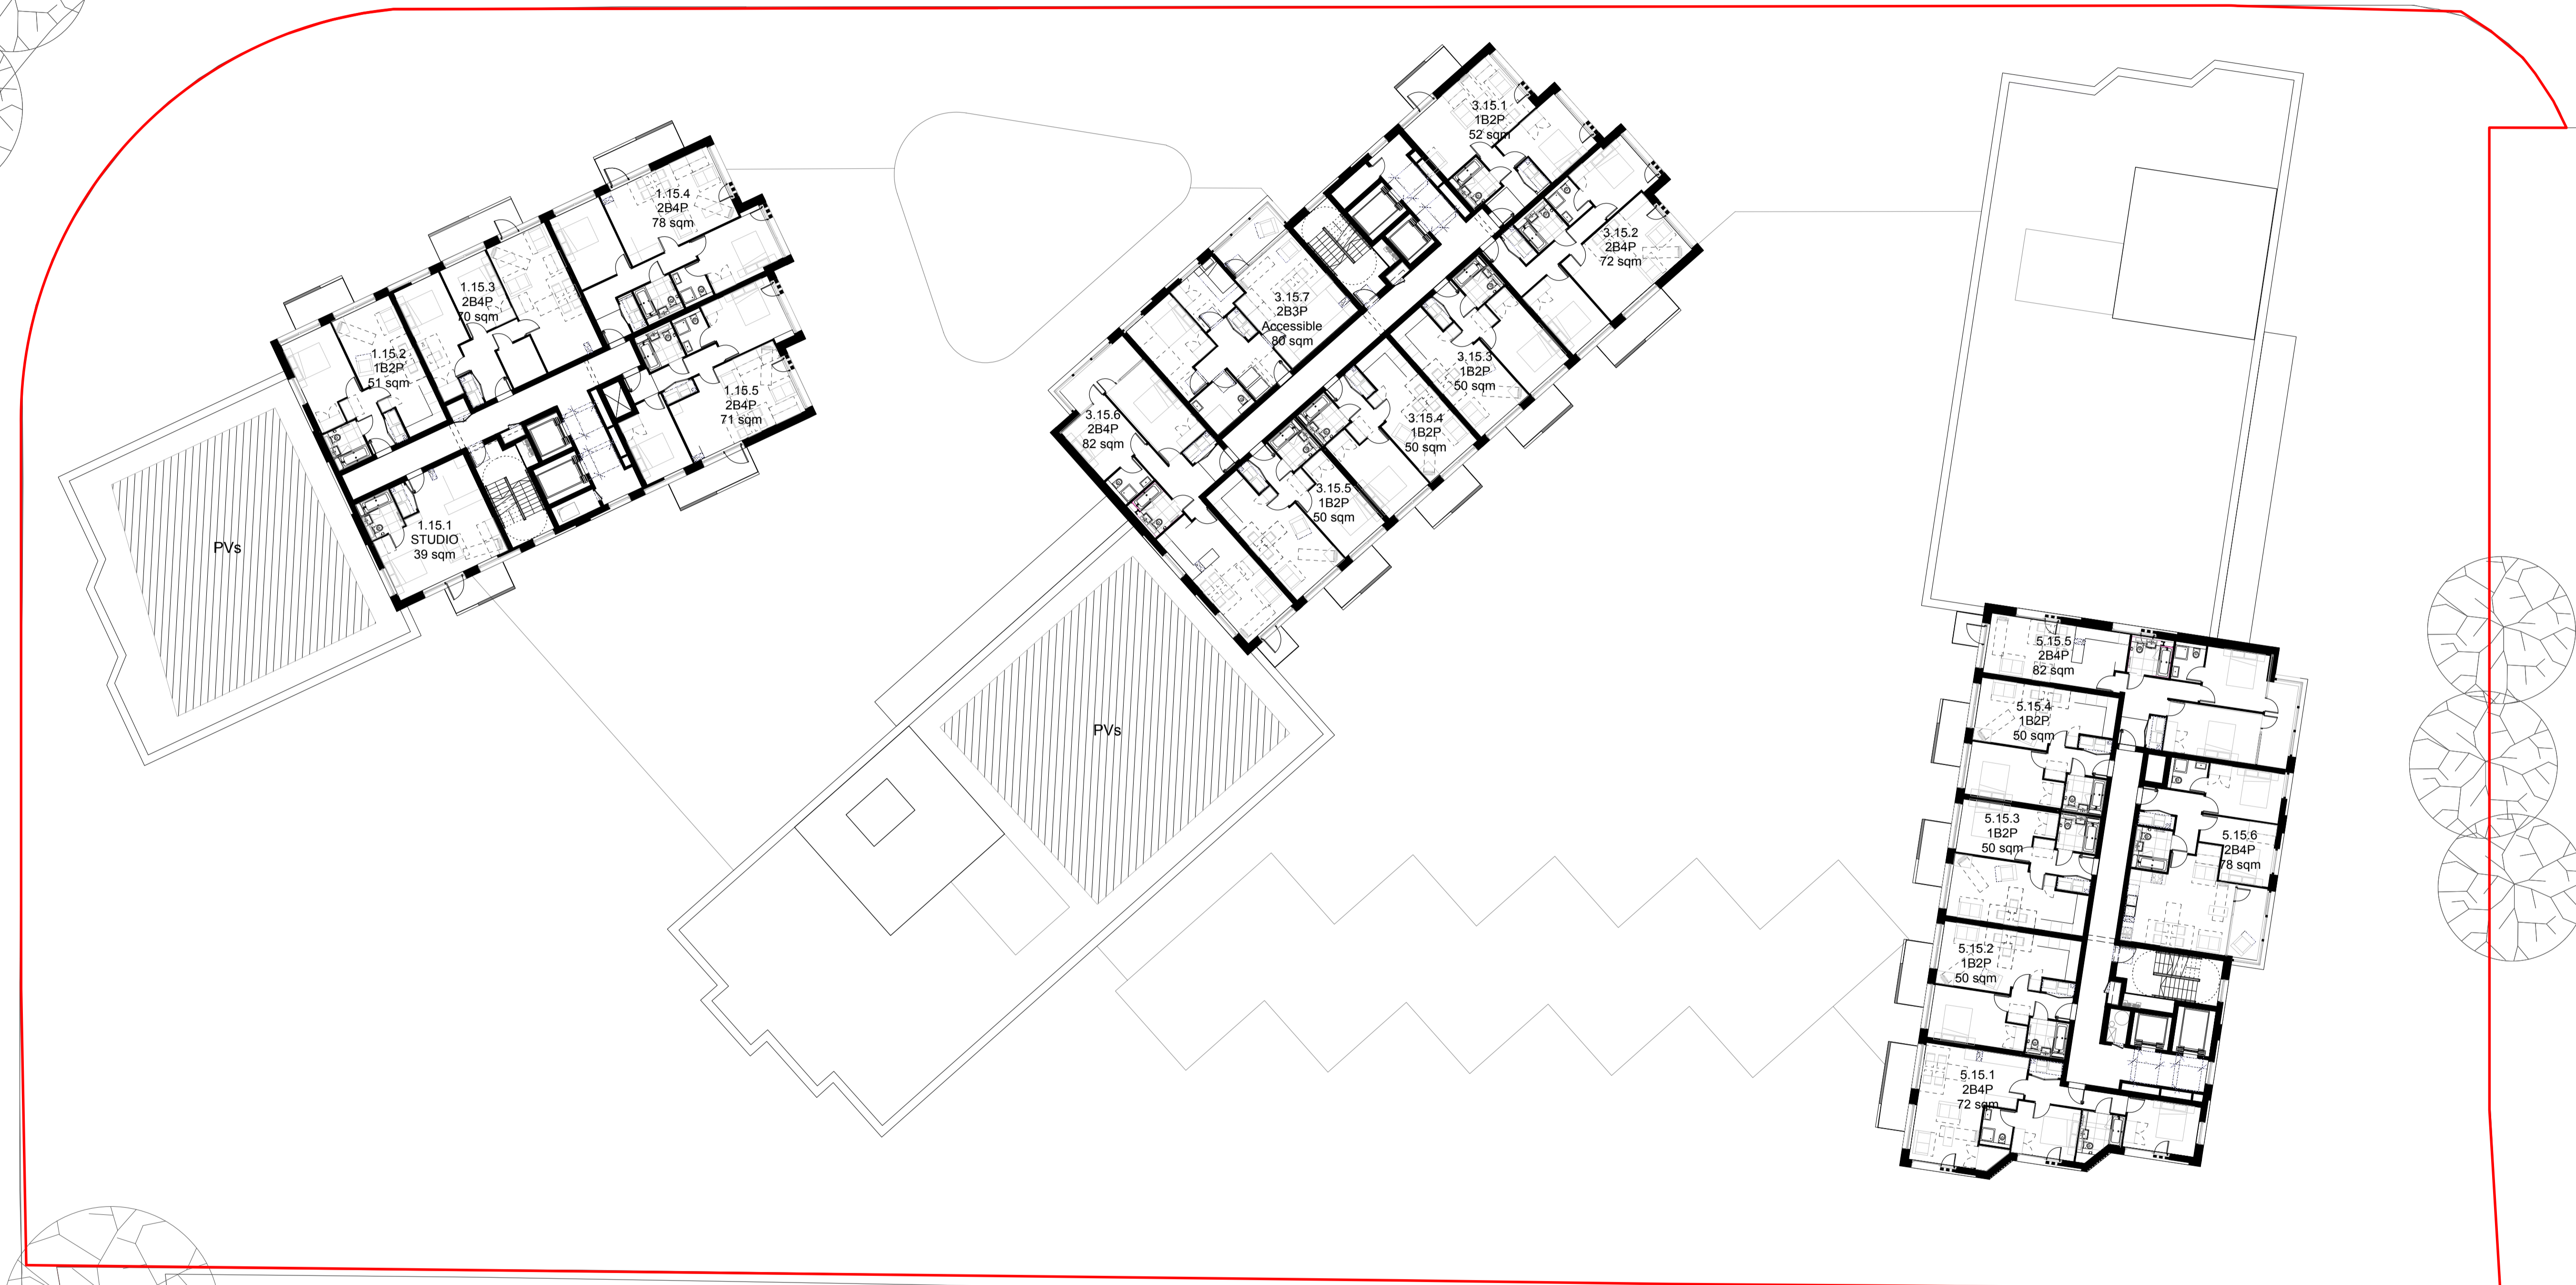 1.15.4
2B4P
78 sqm
1.15.3
2B4P
70 sqm
1.15.2
1B2P
51 sqm
1.15.5
2B4P
71 sqm
1.15.1
STUDIO
39 sqm
PVs
3.15.1
1B2P
52 sqm
3.15.2
2B4P
72 sqm
3.15.7
2B3P
Accessible
80 sqm
3.15.3
1B2P
50 sqm
3.15.6
2B4P
82 sqm
3.15.4
1B2P
50 sqm
3.15.5
1B2P
50 sqm
PVs
5.15.5
2B4P
82 sqm
5.15.4
1B2P
50 sqm
5.15.3
1B2P
50 sqm
5.15.6
2B4P
78 sqm
5.15.2
1B2P
50 sqm
5.15.1
2B4P
72 sqm